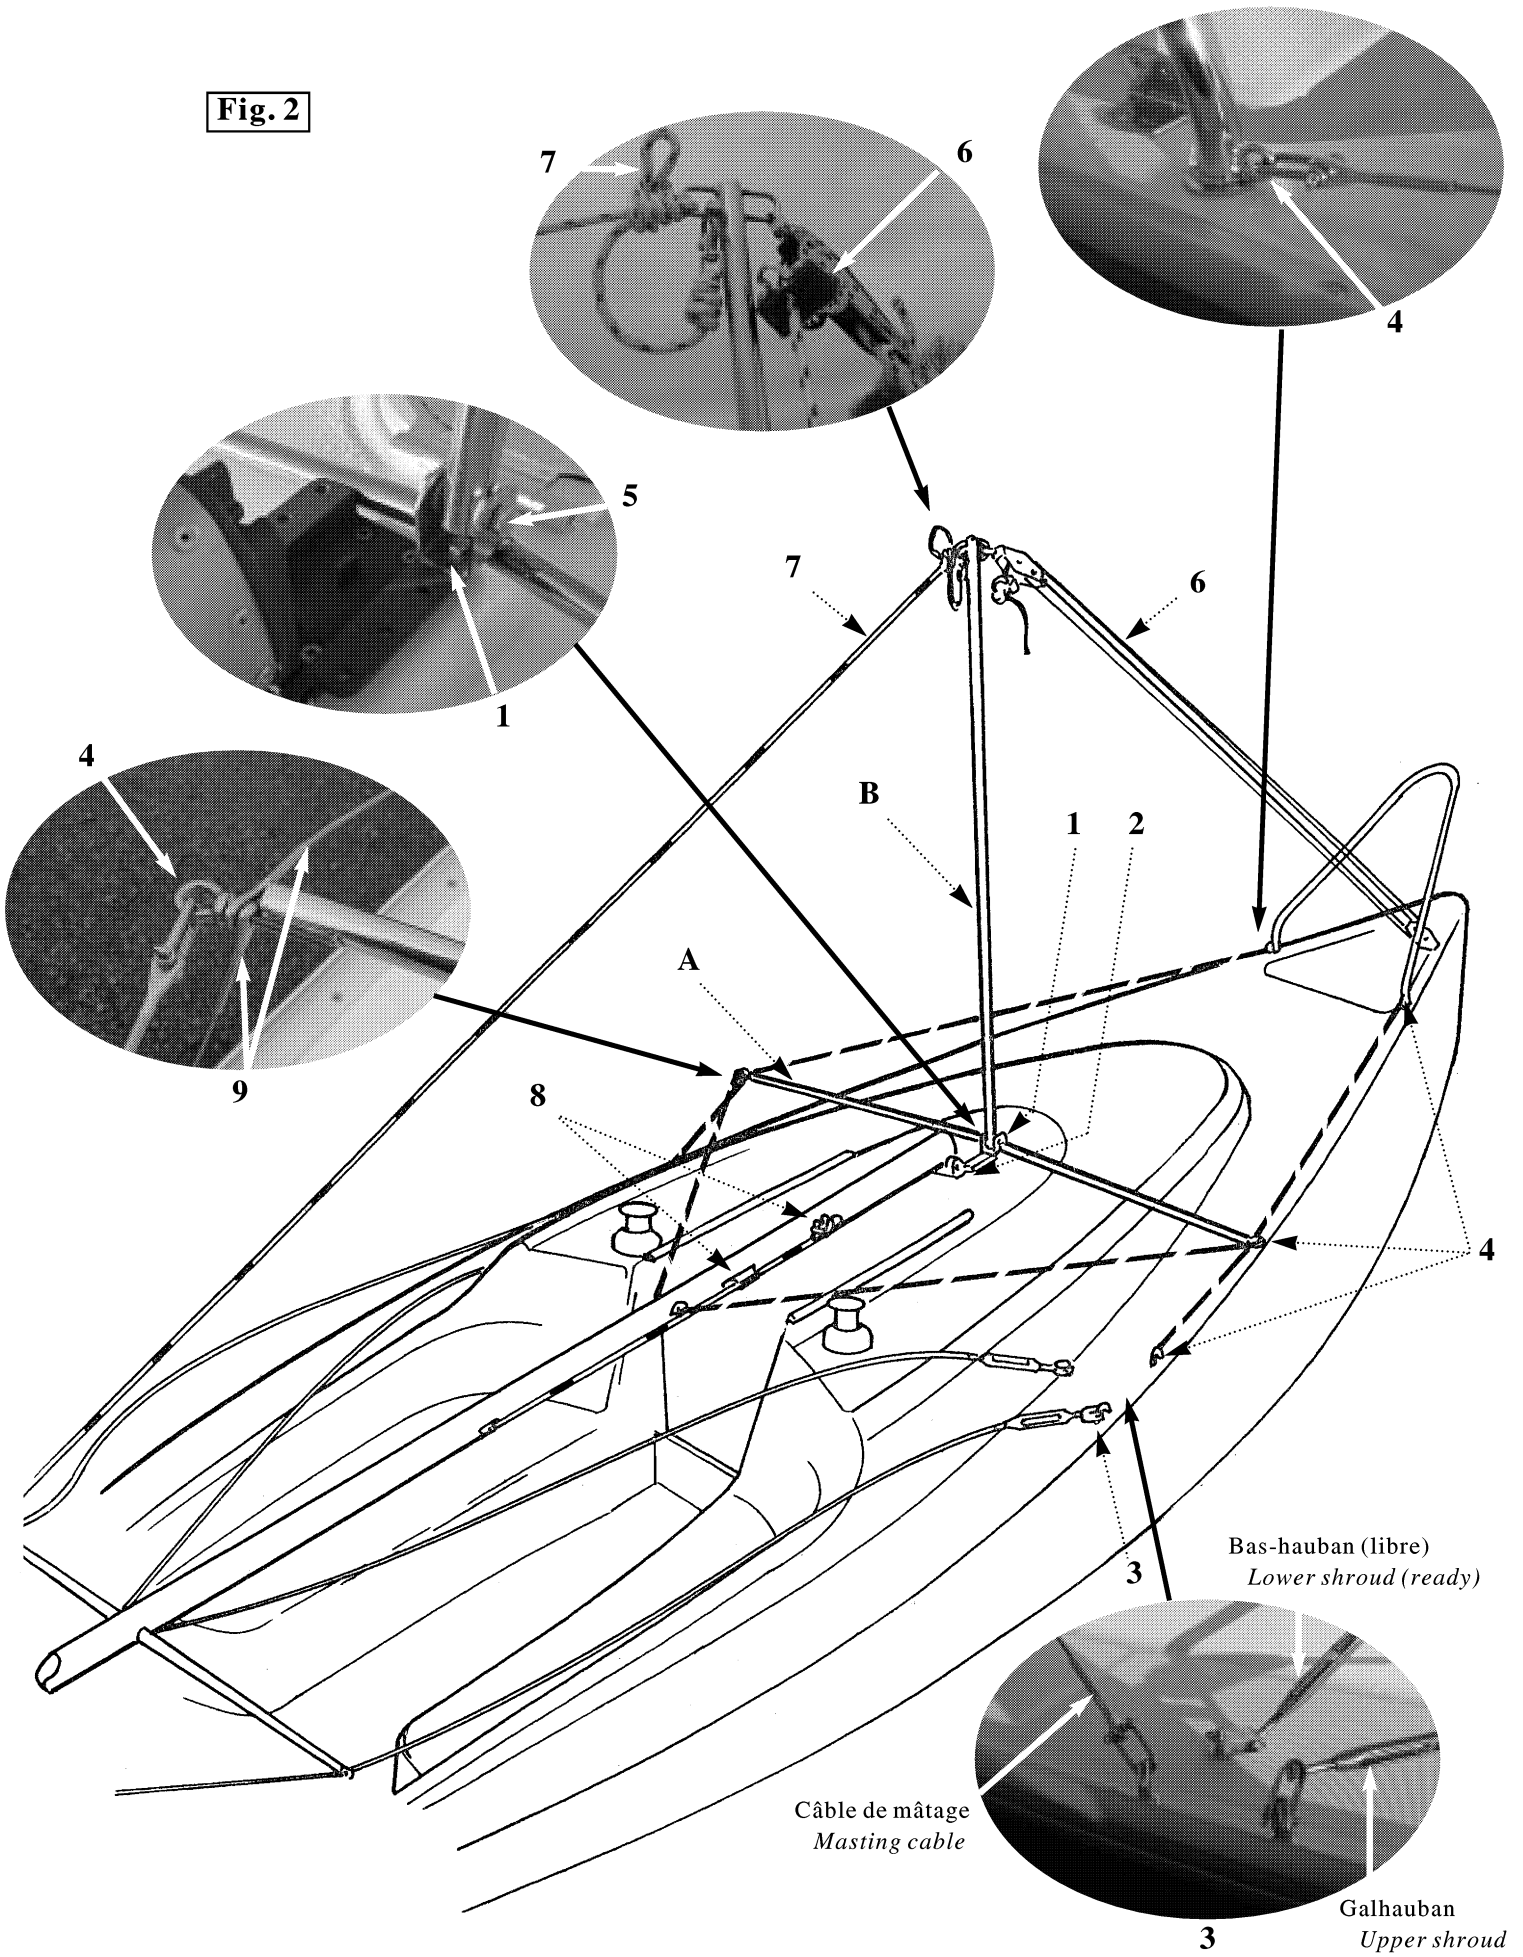 Fig. 2
7
6
4
5
1
4
9
7
6
B
1
2
A
8
4
3
Bas-hauban (libre)
Lower shroud (ready)
Câble de mâtage
Masting cable
Galhauban
Upper shroud
3